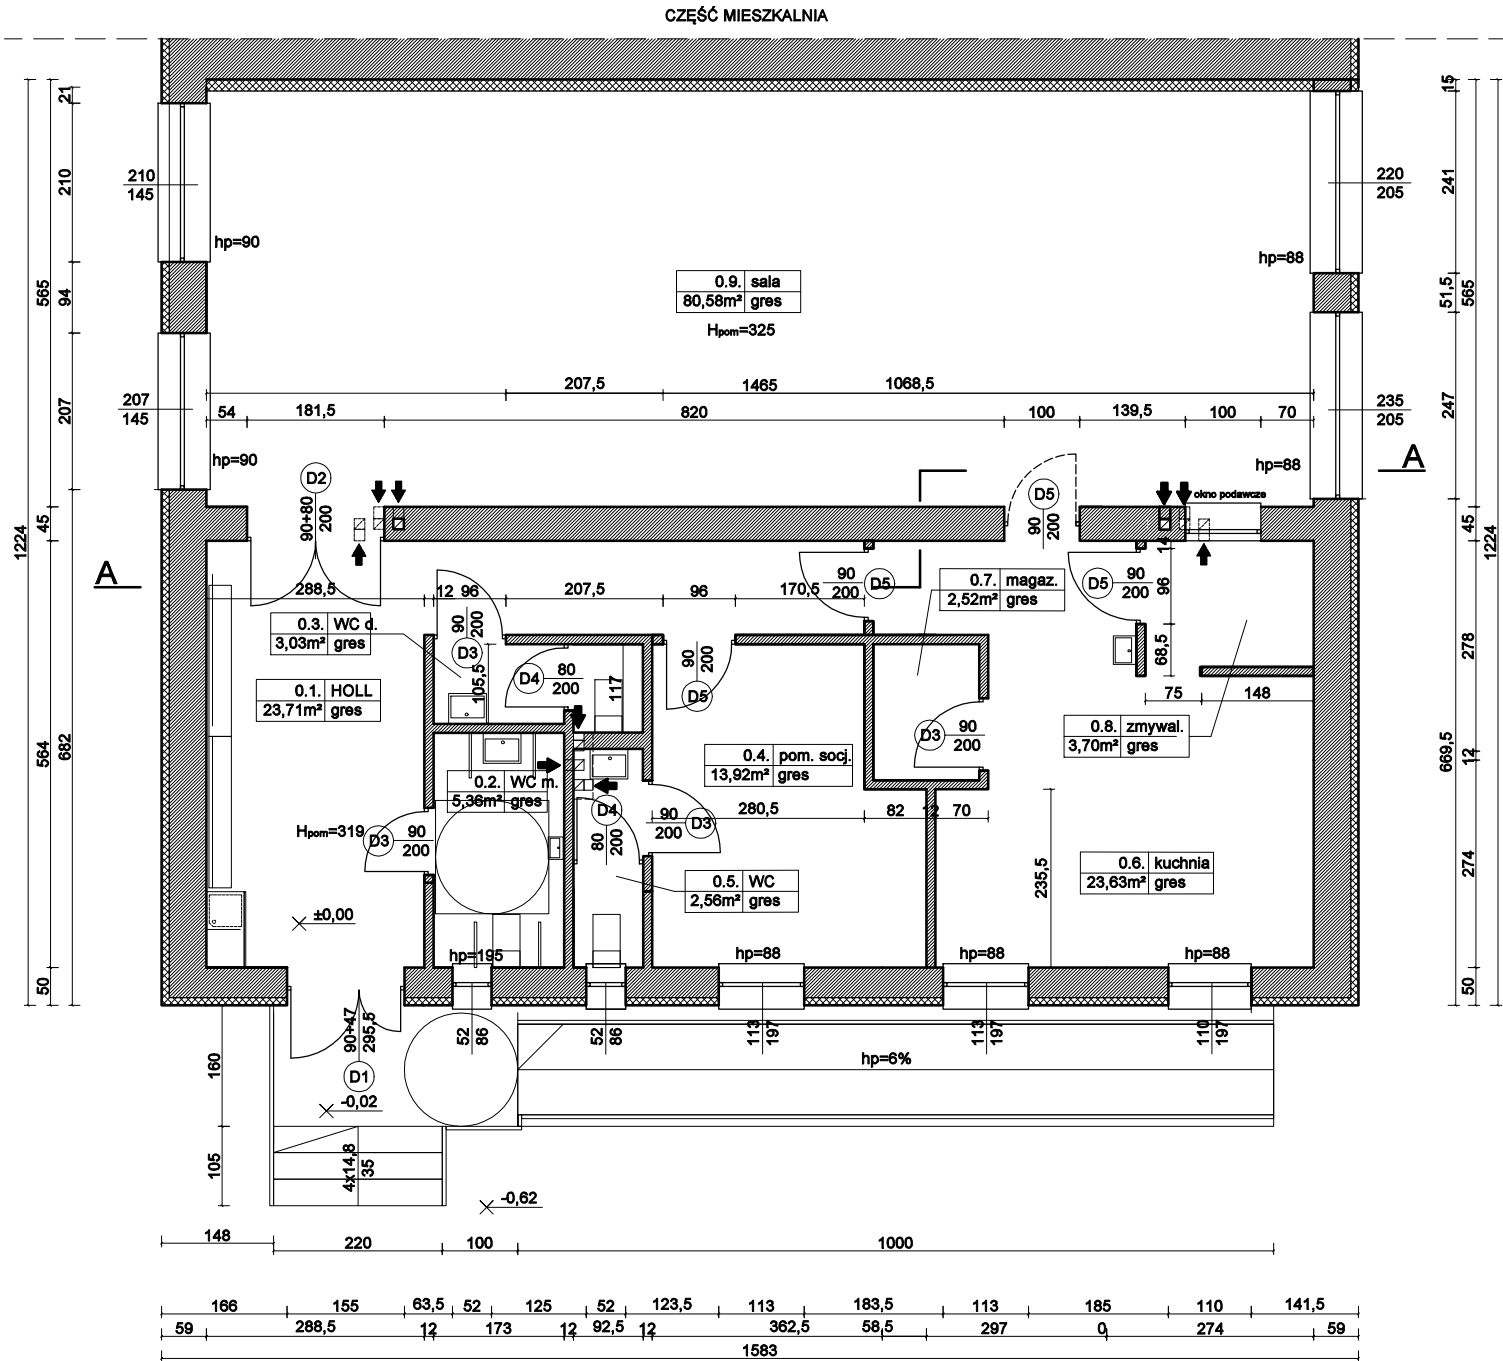 CZĘŚĆ MIESZKALNIA
21
210
94
207
45
565
564
682
50
1224
15
241
51,5
247
45
565
278
12
274
669,5
50
1224
210
145
207
145
220
205
235
205
hp=90
hp=90
hp=88
hp=88
0.9. sala
80,58m² gres
Hpom=325
207,5
1465
1068,5
54
181,5
820
100
139,5
100
70
A
A
D2
90+80
200
D5
90
200
okno podawcze
14
288,5
12
96
207,5
96
170,5
90
200
D5
0.7. magaz.
2,52m² gres
D5
90
200
96
68,5
0.3. WC d.
3,03m² gres
90
200
D3
105,5
D4
80
200
117
90
200
D5
0.1. HOLL
23,71m² gres
75
148
0.8. zmywal.
3,70m² gres
D3
90
200
0.4. pom. socj.
13,92m² gres
0.2. WC m.
5,36m² gres
D4
80
200
90
200
D3
280,5
82
12
70
Hpom=319
D3
90
200
0.6. kuchnia
23,63m² gres
235,5
0.5. WC
2,56m² gres
±0,00
hp=195
hp=88
hp=88
hp=88
90+47
295,5
D1
52
86
52
86
113
197
113
197
110
197
hp=6%
160
-0,02
105
4x14,8
35
-0,62
148
220
100
1000
166
155
63,5
52
125
52
123,5
113
183,5
113
185
110
141,5
59
288,5
12
173
12
92,5
12
362,5
58,5
297
0
274
59
1583